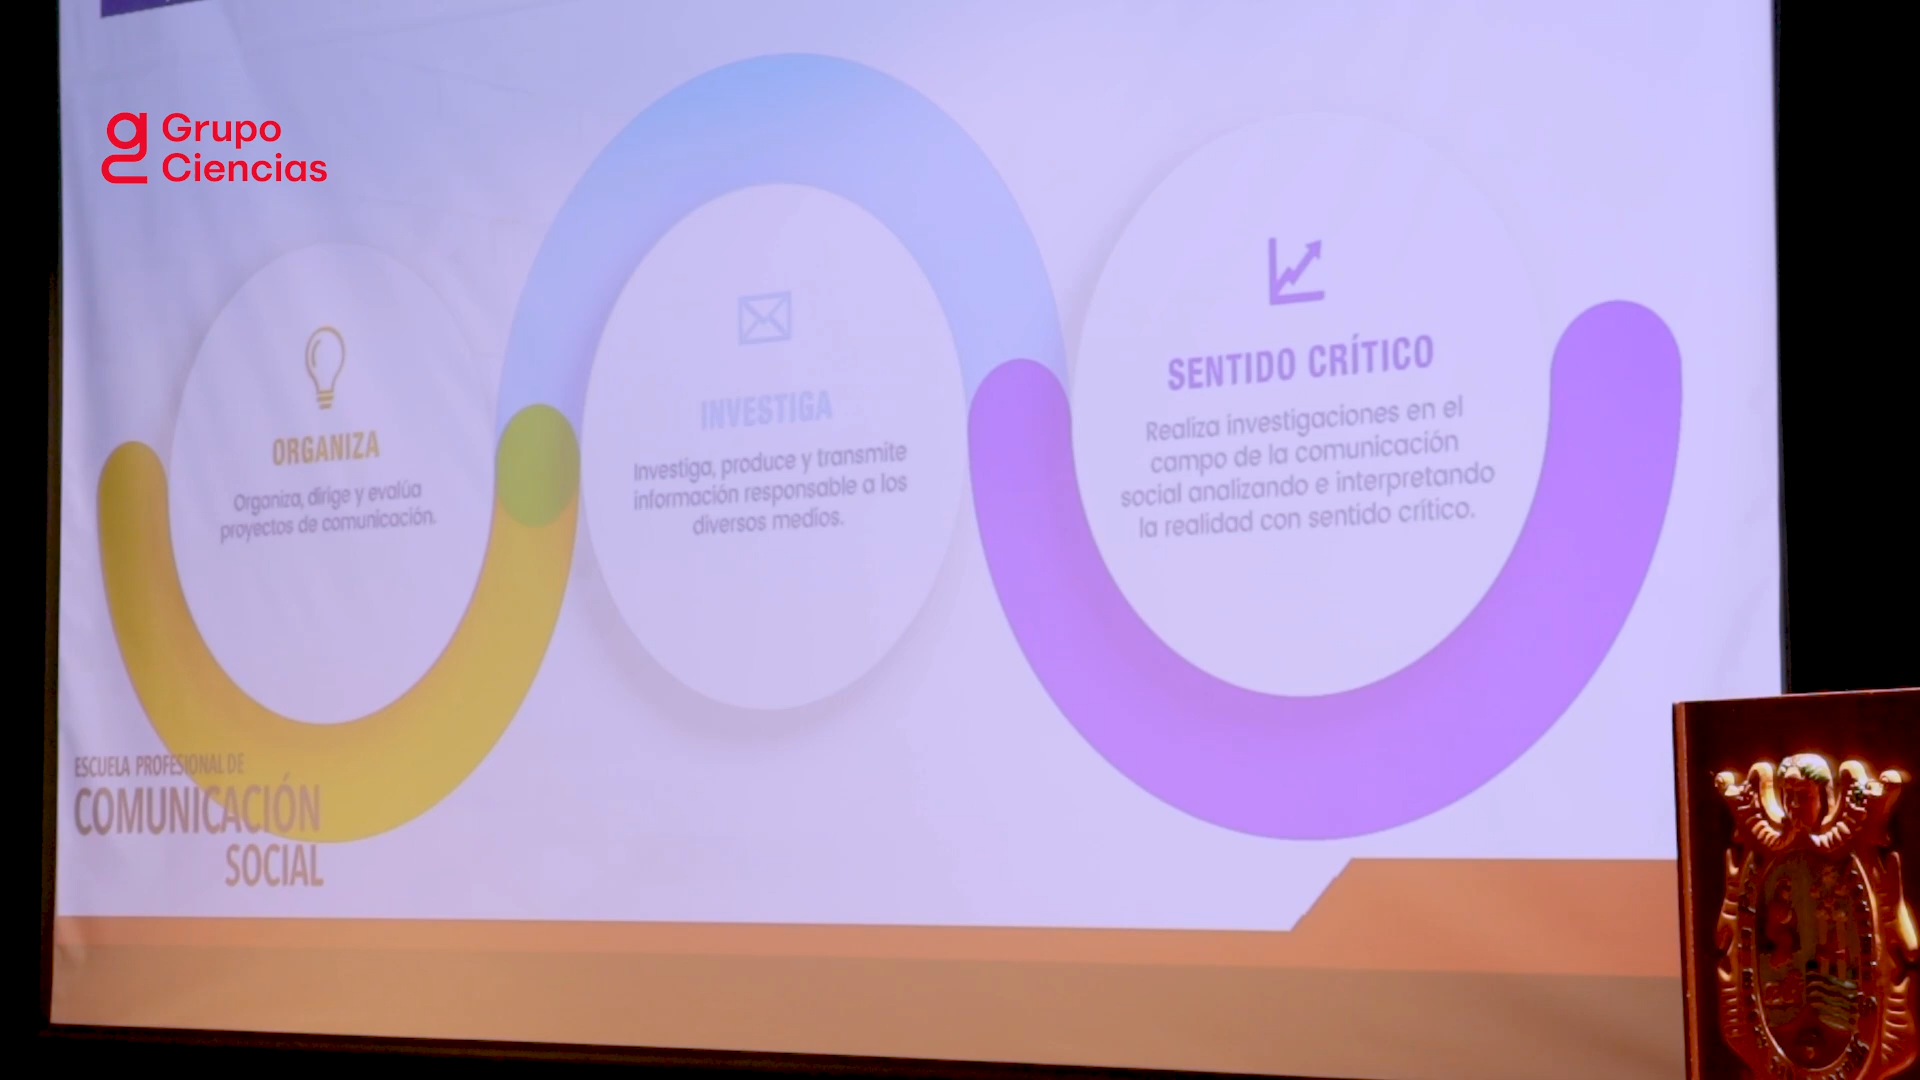 Grupo
Ciencias
ORGANIZA
Organiza, dirige y evalúa
proyectos de comunicación.
INVESTIGA
Investiga, produce y transmite
información responsable a los
diversos medios.
SENTIDO CRÍTICO
Realiza investigaciones en el
campo de la comunicación
social analizando e interpretando
la realidad con sentido crítico.
ESCUELA PROFESIONAL DE
COMUNICACIÓN
SOCIAL